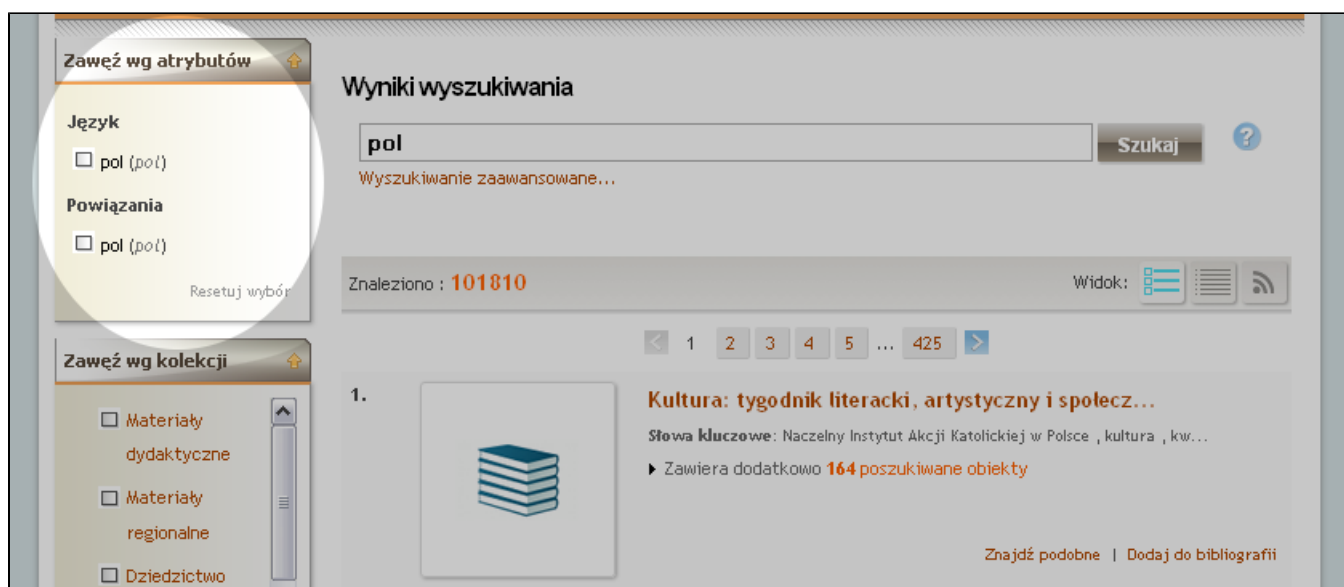 Zawęź wg atrybutów
Język
pol (pol)
Powiązania
pol (pol)
Resetuj wybór
Zawęź wg kolekcji
Materiały
dydaktyczne
Materiały
regionalne
Dziedzictwo
Wyniki wyszukiwania
pol
Szukaj
?
Wyszukiwanie zaawansowane...
Znaleziono : 101810
Widok:
1 2 3 4 5 ... 425
1.
Kultura: tygodnik literacki, artystyczny i społecz...
Słowa kluczowe: Naczelny Instytut Akcji Katolickiej w Polsce , kultura , kw...
Zawiera dodatkowo 164 poszukiwane obiekty
Znajdź podobne | Dodaj do bibliografii